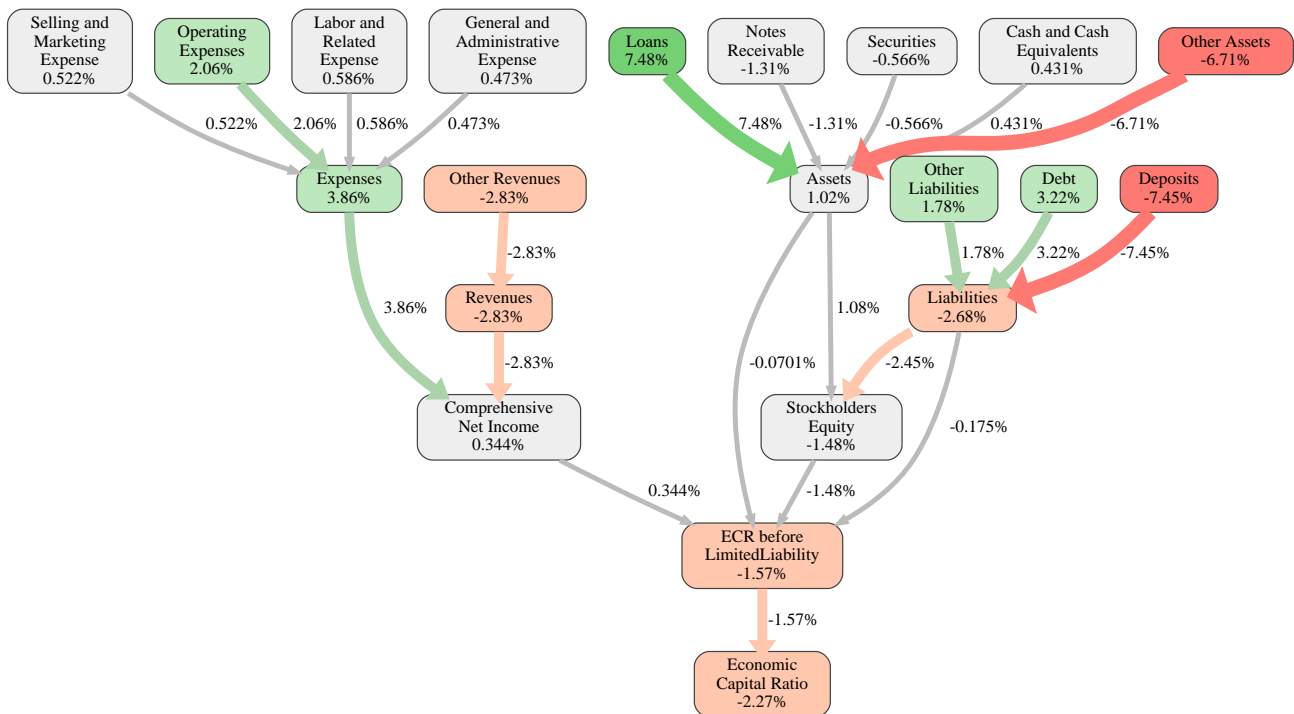 Selling and
Marketing
Expense
0.522%
Operating
Expenses
2.06%
Labor and
Related
Expense
0.586%
General and
Administrative
Expense
0.473%
Loans
7.48%
Notes
Receivable
-1.31%
Securities
-0.566%
Cash and Cash
Equivalents
0.431%
Other Assets
-6.71%
0.522%
2.06%
0.586%
0.473%
7.48%
-1.31%
-0.566%
0.431%
-6.71%
Expenses
3.86%
Other Revenues
-2.83%
Assets
1.02%
Other
Liabilities
1.78%
Debt
3.22%
Deposits
-7.45%
-2.83%
1.78%
3.22%
-7.45%
3.86%
Revenues
-2.83%
1.08%
Liabilities
-2.68%
-2.83%
-0.0701%
-2.45%
Comprehensive
Net Income
0.344%
Stockholders
Equity
-1.48%
-0.175%
0.344%
-1.48%
ECR before
LimitedLiability
-1.57%
-1.57%
Economic
Capital Ratio
-2.27%